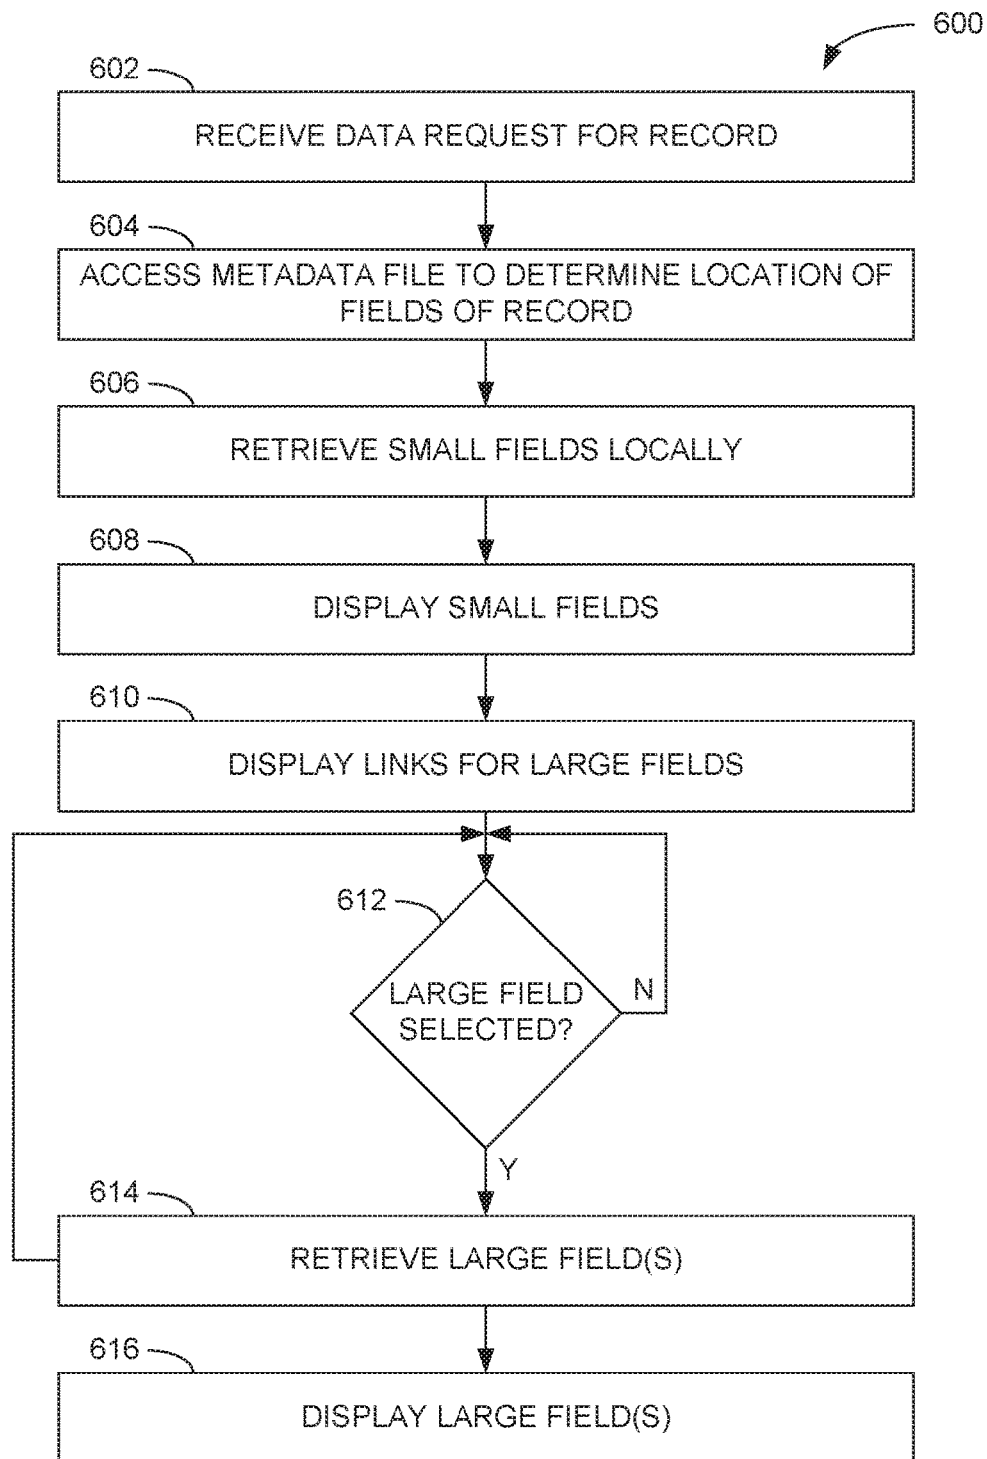 600
602
RECEIVE DATA REQUEST FOR RECORD
604
ACCESS METADATA FILE TO DETERMINE LOCATION OF
FIELDS OF RECORD
606
RETRIEVE SMALL FIELDS LOCALLY
608
DISPLAY SMALL FIELDS
610
DISPLAY LINKS FOR LARGE FIELDS
612
LARGE FIELD
SELECTED?
N
Y
614
RETRIEVE LARGE FIELD(S)
616
DISPLAY LARGE FIELD(S)